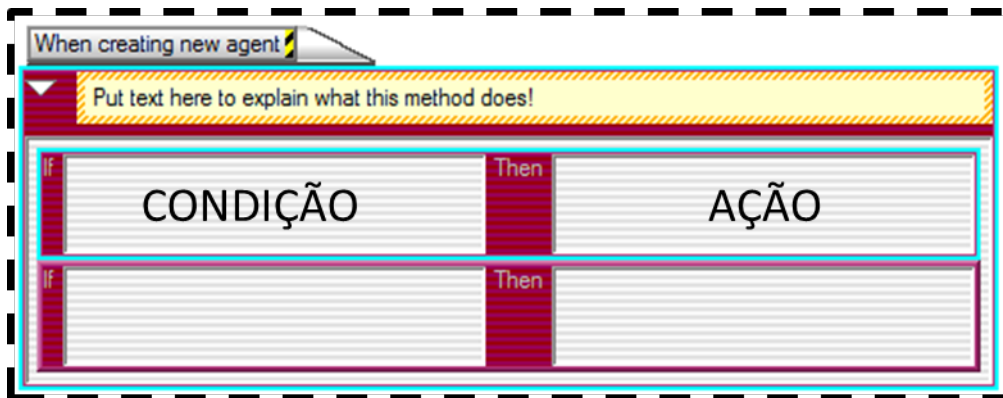 When creating new agent
Put text here to explain what this method does!
If CONDIÇÃO Then AÇÃO
If Then